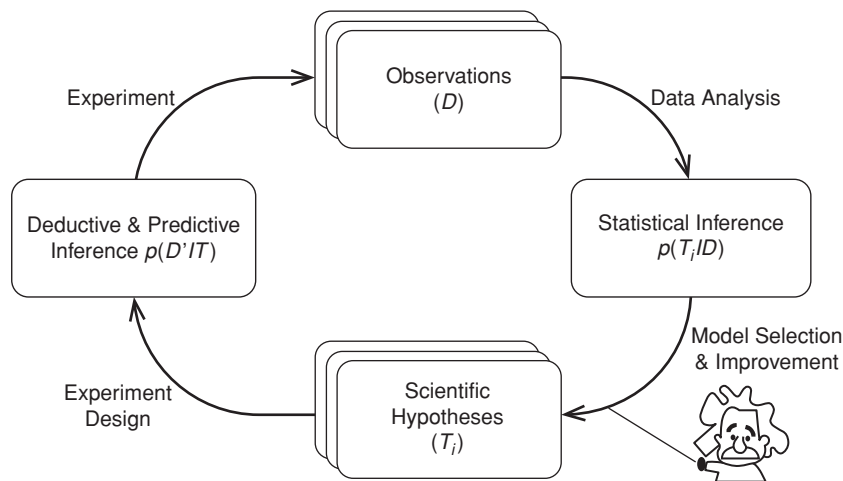 Observations
(D)
Experiment
Data Analysis
Deductive & Predictive
Inference p(D'IT)
Statistical Inference
p(TᵢID)
Model Selection
& Improvement
Experiment
Design
Scientific
Hypotheses
(Tᵢ)